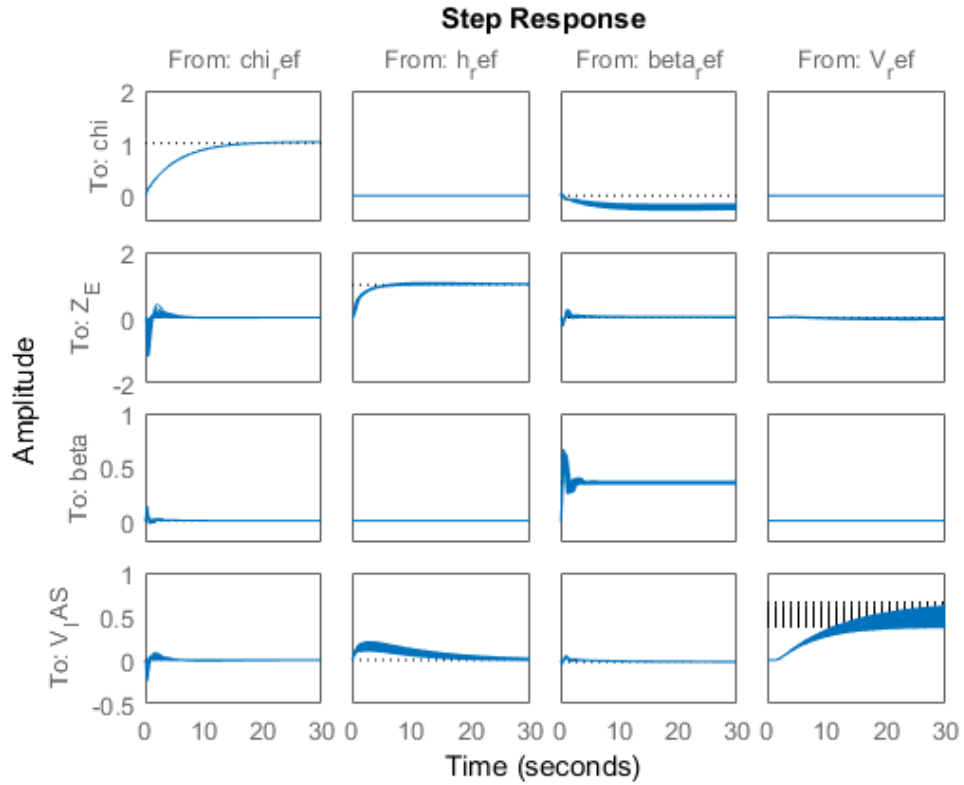 Step Response
From: chi_ref From: h_ref From: beta_ref From: V_ref
To: chi
2
1
0
To: Z_E
2
0
-2
To: beta
1
0.5
0
To: V_IAS
1
0.5
0
-0.5
0 10 20 30 0 10 20 30 0 10 20 30 0 10 20 30
Amplitude
Time (seconds)